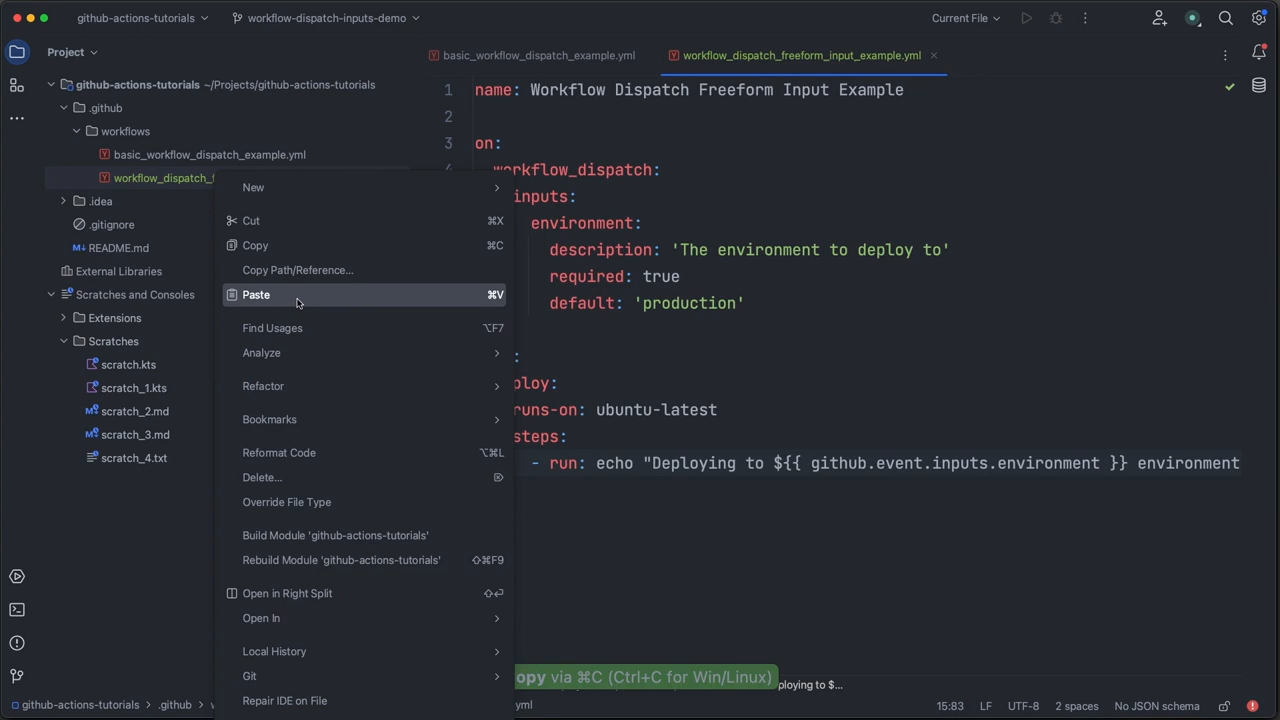 github-actions-tutorials
workflow-dispatch-inputs-demo
Current File
Project
basic_workflow_dispatch_example.yml
workflow_dispatch_freeform_input_example.yml
github-actions-tutorials ~/Projects/github-actions-tutorials
.github
workflows
basic_workflow_dispatch_example.yml
workflow_dispatch_f
.idea
.gitignore
README.md
External Libraries
Scratches and Consoles
Extensions
Scratches
scratch.kts
scratch_1.kts
scratch_2.md
scratch_3.md
scratch_4.txt
New
Cut ⌘X
Copy ⌘C
Copy Path/Reference...
Paste ⌘V
Find Usages ⌥F7
Analyze
Refactor
Bookmarks
Reformat Code ⌥⌘L
Delete...
Override File Type
Build Module 'github-actions-tutorials'
Rebuild Module 'github-actions-tutorials' ⇧⌘F9
Open in Right Split ⇧⏎
Open In
Local History
Git
Repair IDE on File
1 name: Workflow Dispatch Freeform Input Example
2
3 on:
4 workflow_dispatch:
inputs:
environment:
description: 'The environment to deploy to'
required: true
default: 'production'
:
ploy:
runs-on: ubuntu-latest
steps:
- run: echo "Deploying to ${{ github.event.inputs.environment }} environment
opy via ⌘C (Ctrl+C for Win/Linux)
ploying to $...
github-actions-tutorials
.github
w
yml
15:83
LF
UTF-8
2 spaces
No JSON schema